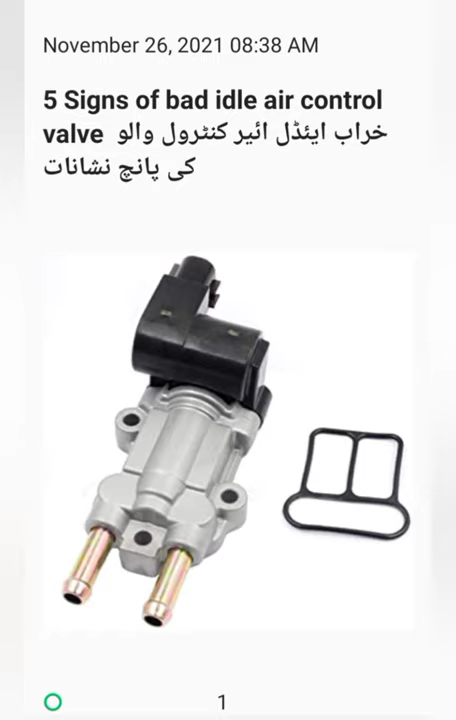 November 26, 2021 08:38 AM
5 Signs of bad idle air control
valve خراب ایئڈل ائیر کنٹرول والو
کی پانچ نشانات
1